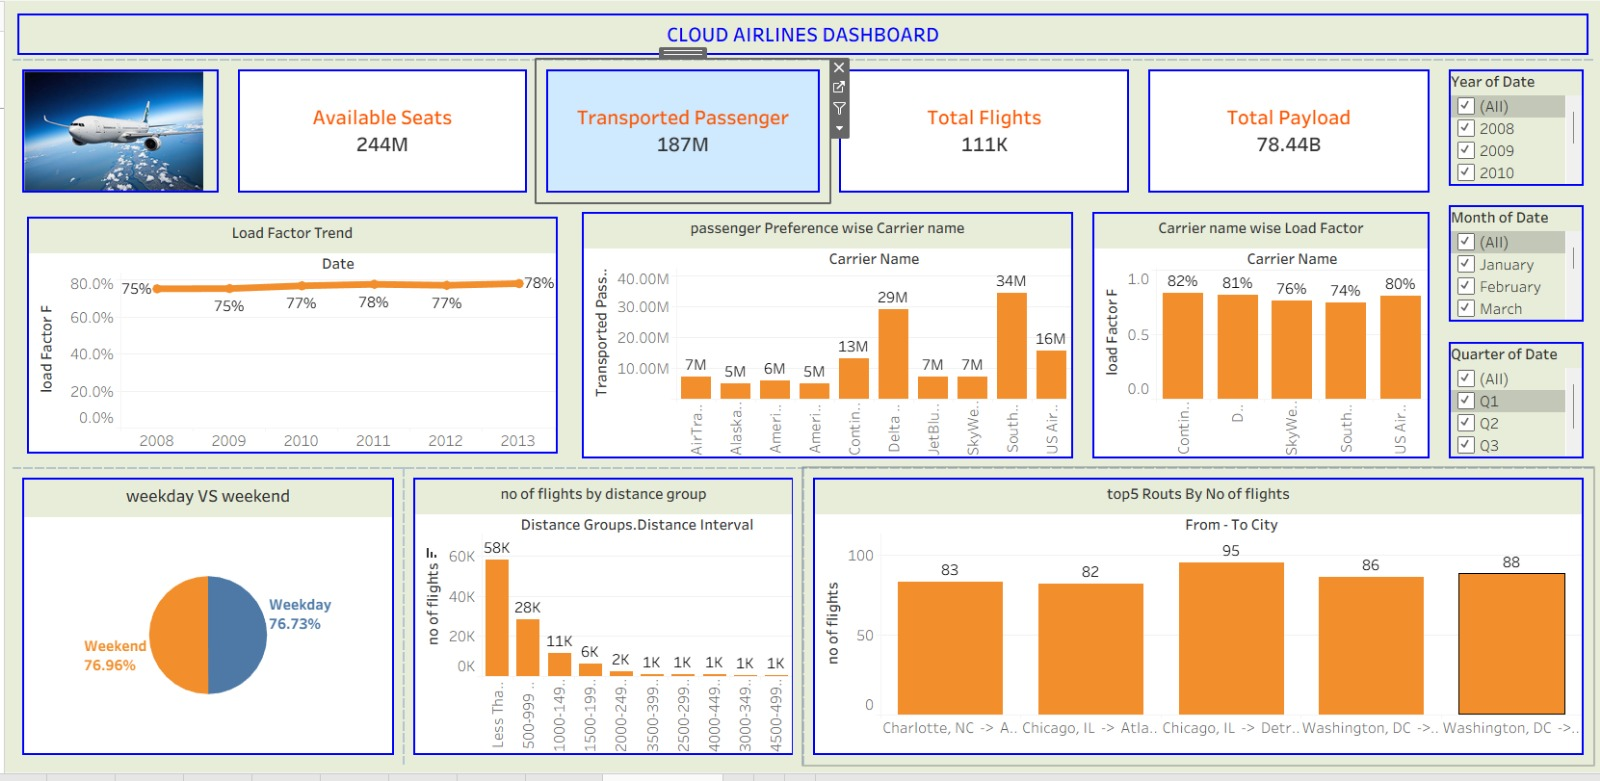 CLOUD AIRLINES DASHBOARD
Available Seats
244M
Transported Passenger
187M
Total Flights
111K
Total Payload
78.44B
Year of Date
(All)
2008
2009
2010
Month of Date
(All)
January
February
March
Quarter of Date
(All)
Q1
Q2
Q3
Load Factor Trend
Date
load Factor F
80.0%
60.0%
40.0%
20.0%
0.0%
75%
75%
77%
78%
77%
78%
2008 2009 2010 2011 2012 2013
passenger Preference wise Carrier name
Carrier Name
Transported Pass..
40.00M
30.00M
20.00M
10.00M
7M 5M 6M 5M 13M 29M 7M 7M 34M 16M
AirTra.. Alaska.. Ameri.. Ameri.. Contin.. Delta .. JetBlu.. SkyWe.. South.. US Air..
Carrier name wise Load Factor
Carrier Name
load Factor F
1.0
0.5
0.0
82% 81% 76% 74% 80%
Contin.. D.. SkyWe.. South.. US Air..
weekday VS weekend
Weekday
76.73%
Weekend
76.96%
no of flights by distance group
Distance Groups.Distance Interval
no of flights
60K
40K
20K
0K
58K 28K 11K 6K 2K 1K 1K 1K 1K 1K
Less Tha.. 500-999 .. 1000-149.. 1500-199.. 2000-249.. 3500-399.. 2500-299.. 4000-449.. 3000-349.. 4500-499..
top5 Routs By No of flights
From - To City
no of flights
100
50
0
83 82 95 86 88
Charlotte, NC -> A.. Chicago, IL -> Atla.. Chicago, IL -> Detr.. Washington, DC ->.. Washington, DC ->..